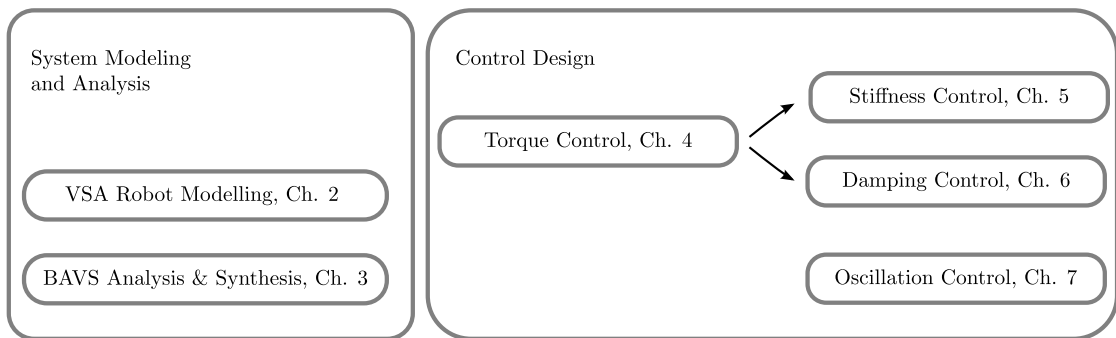 System Modeling
and Analysis
VSA Robot Modelling, Ch. 2
BAVS Analysis & Synthesis, Ch. 3
Control Design
Torque Control, Ch. 4
Stiffness Control, Ch. 5
Damping Control, Ch. 6
Oscillation Control, Ch. 7